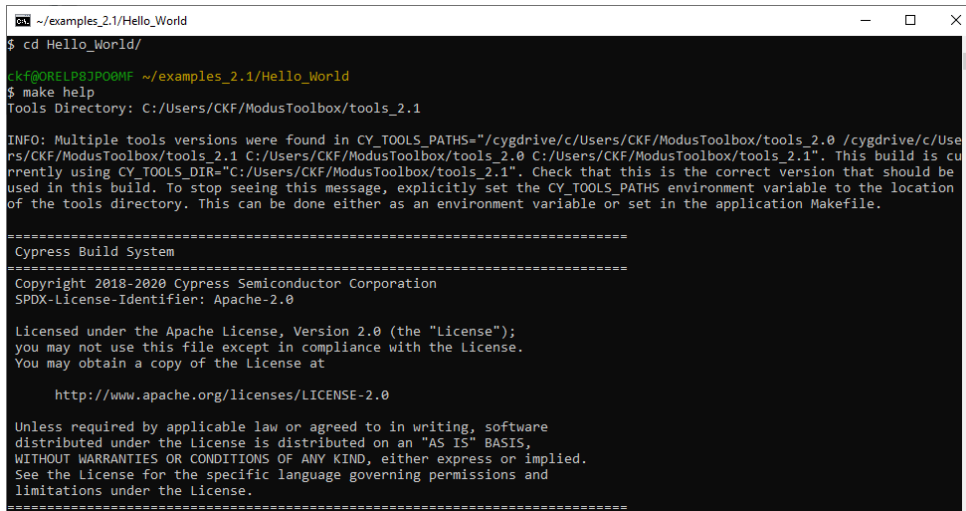 ~/examples_2.1/Hello_World
$ cd Hello_World/
ckf@ORELP8JPO0MF ~/examples_2.1/Hello_World
$ make help
Tools Directory: C:/Users/CKF/ModusToolbox/tools_2.1
INFO: Multiple tools versions were found in CY_TOOLS_PATHS="/cygdrive/c/Users/CKF/ModusToolbox/tools_2.0 /cygdrive/c/Use
rs/CKF/ModusToolbox/tools_2.1 C:/Users/CKF/ModusToolbox/tools_2.0 C:/Users/CKF/ModusToolbox/tools_2.1". This build is cu
rrently using CY_TOOLS_DIR="C:/Users/CKF/ModusToolbox/tools_2.1". Check that this is the correct version that should be
used in this build. To stop seeing this message, explicitly set the CY_TOOLS_PATHS environment variable to the location
of the tools directory. This can be done either as an environment variable or set in the application Makefile.
==============================================================================
Cypress Build System
==============================================================================
Copyright 2018-2020 Cypress Semiconductor Corporation
SPDX-License-Identifier: Apache-2.0
Licensed under the Apache License, Version 2.0 (the "License");
you may not use this file except in compliance with the License.
You may obtain a copy of the License at
http://www.apache.org/licenses/LICENSE-2.0
Unless required by applicable law or agreed to in writing, software
distributed under the License is distributed on an "AS IS" BASIS,
WITHOUT WARRANTIES OR CONDITIONS OF ANY KIND, either express or implied.
See the License for the specific language governing permissions and
limitations under the License.
==============================================================================